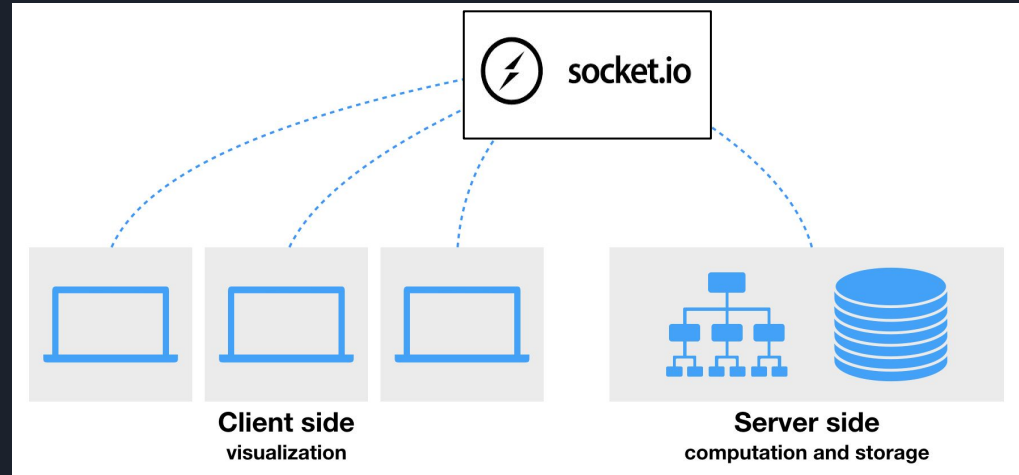 socket.io
Client side
visualization
Server side
computation and storage